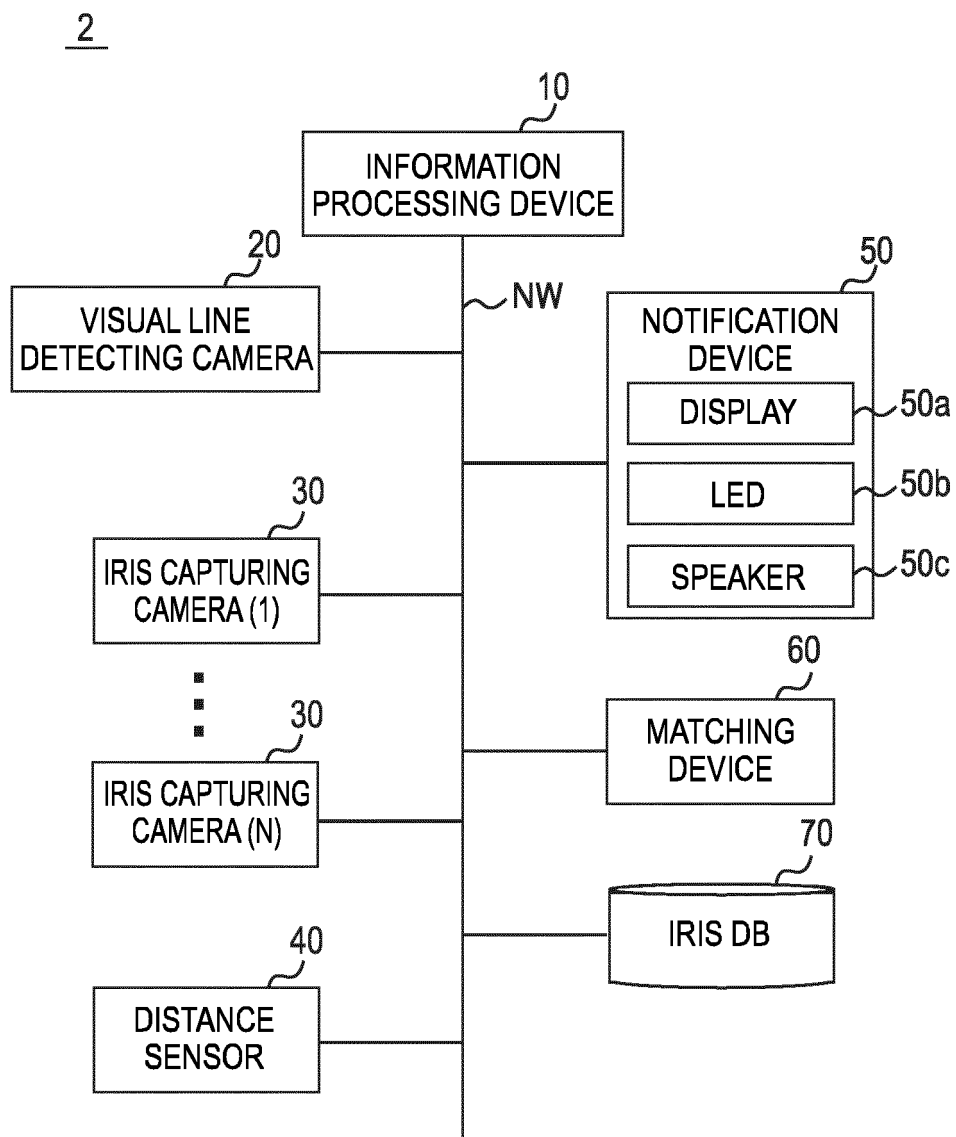 2
10
INFORMATION
PROCESSING DEVICE
20
VISUAL LINE
DETECTING CAMERA
NW
50
NOTIFICATION
DEVICE
DISPLAY
50a
LED
50b
SPEAKER
50c
30
IRIS CAPTURING
CAMERA (1)
30
IRIS CAPTURING
CAMERA (N)
60
MATCHING
DEVICE
70
IRIS DB
40
DISTANCE
SENSOR